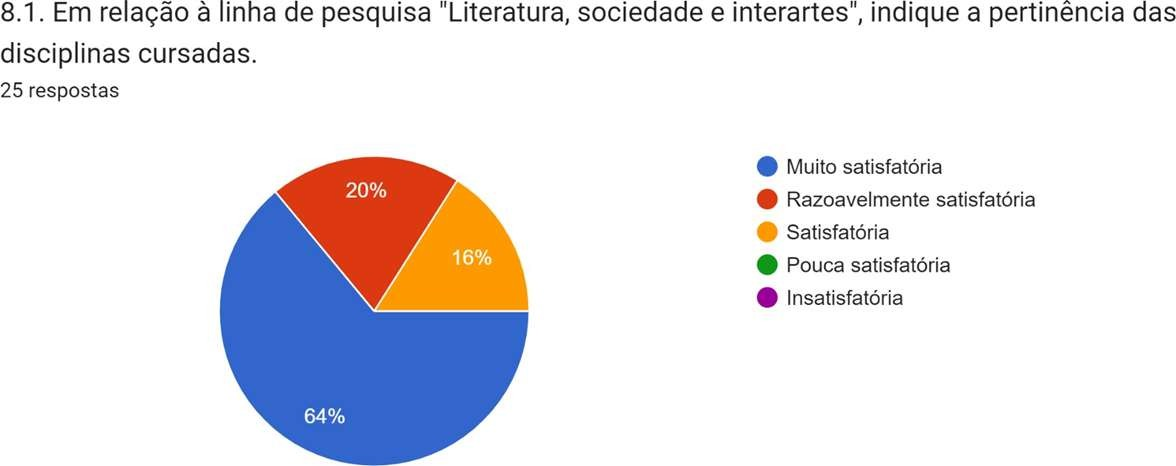 8.1. Em relação à linha de pesquisa "Literatura, sociedade e interartes", indique a pertinência das
disciplinas cursadas.
25 respostas
20%
16%
64%
Muito satisfatória
Razoavelmente satisfatória
Satisfatória
Pouca satisfatória
Insatisfatória